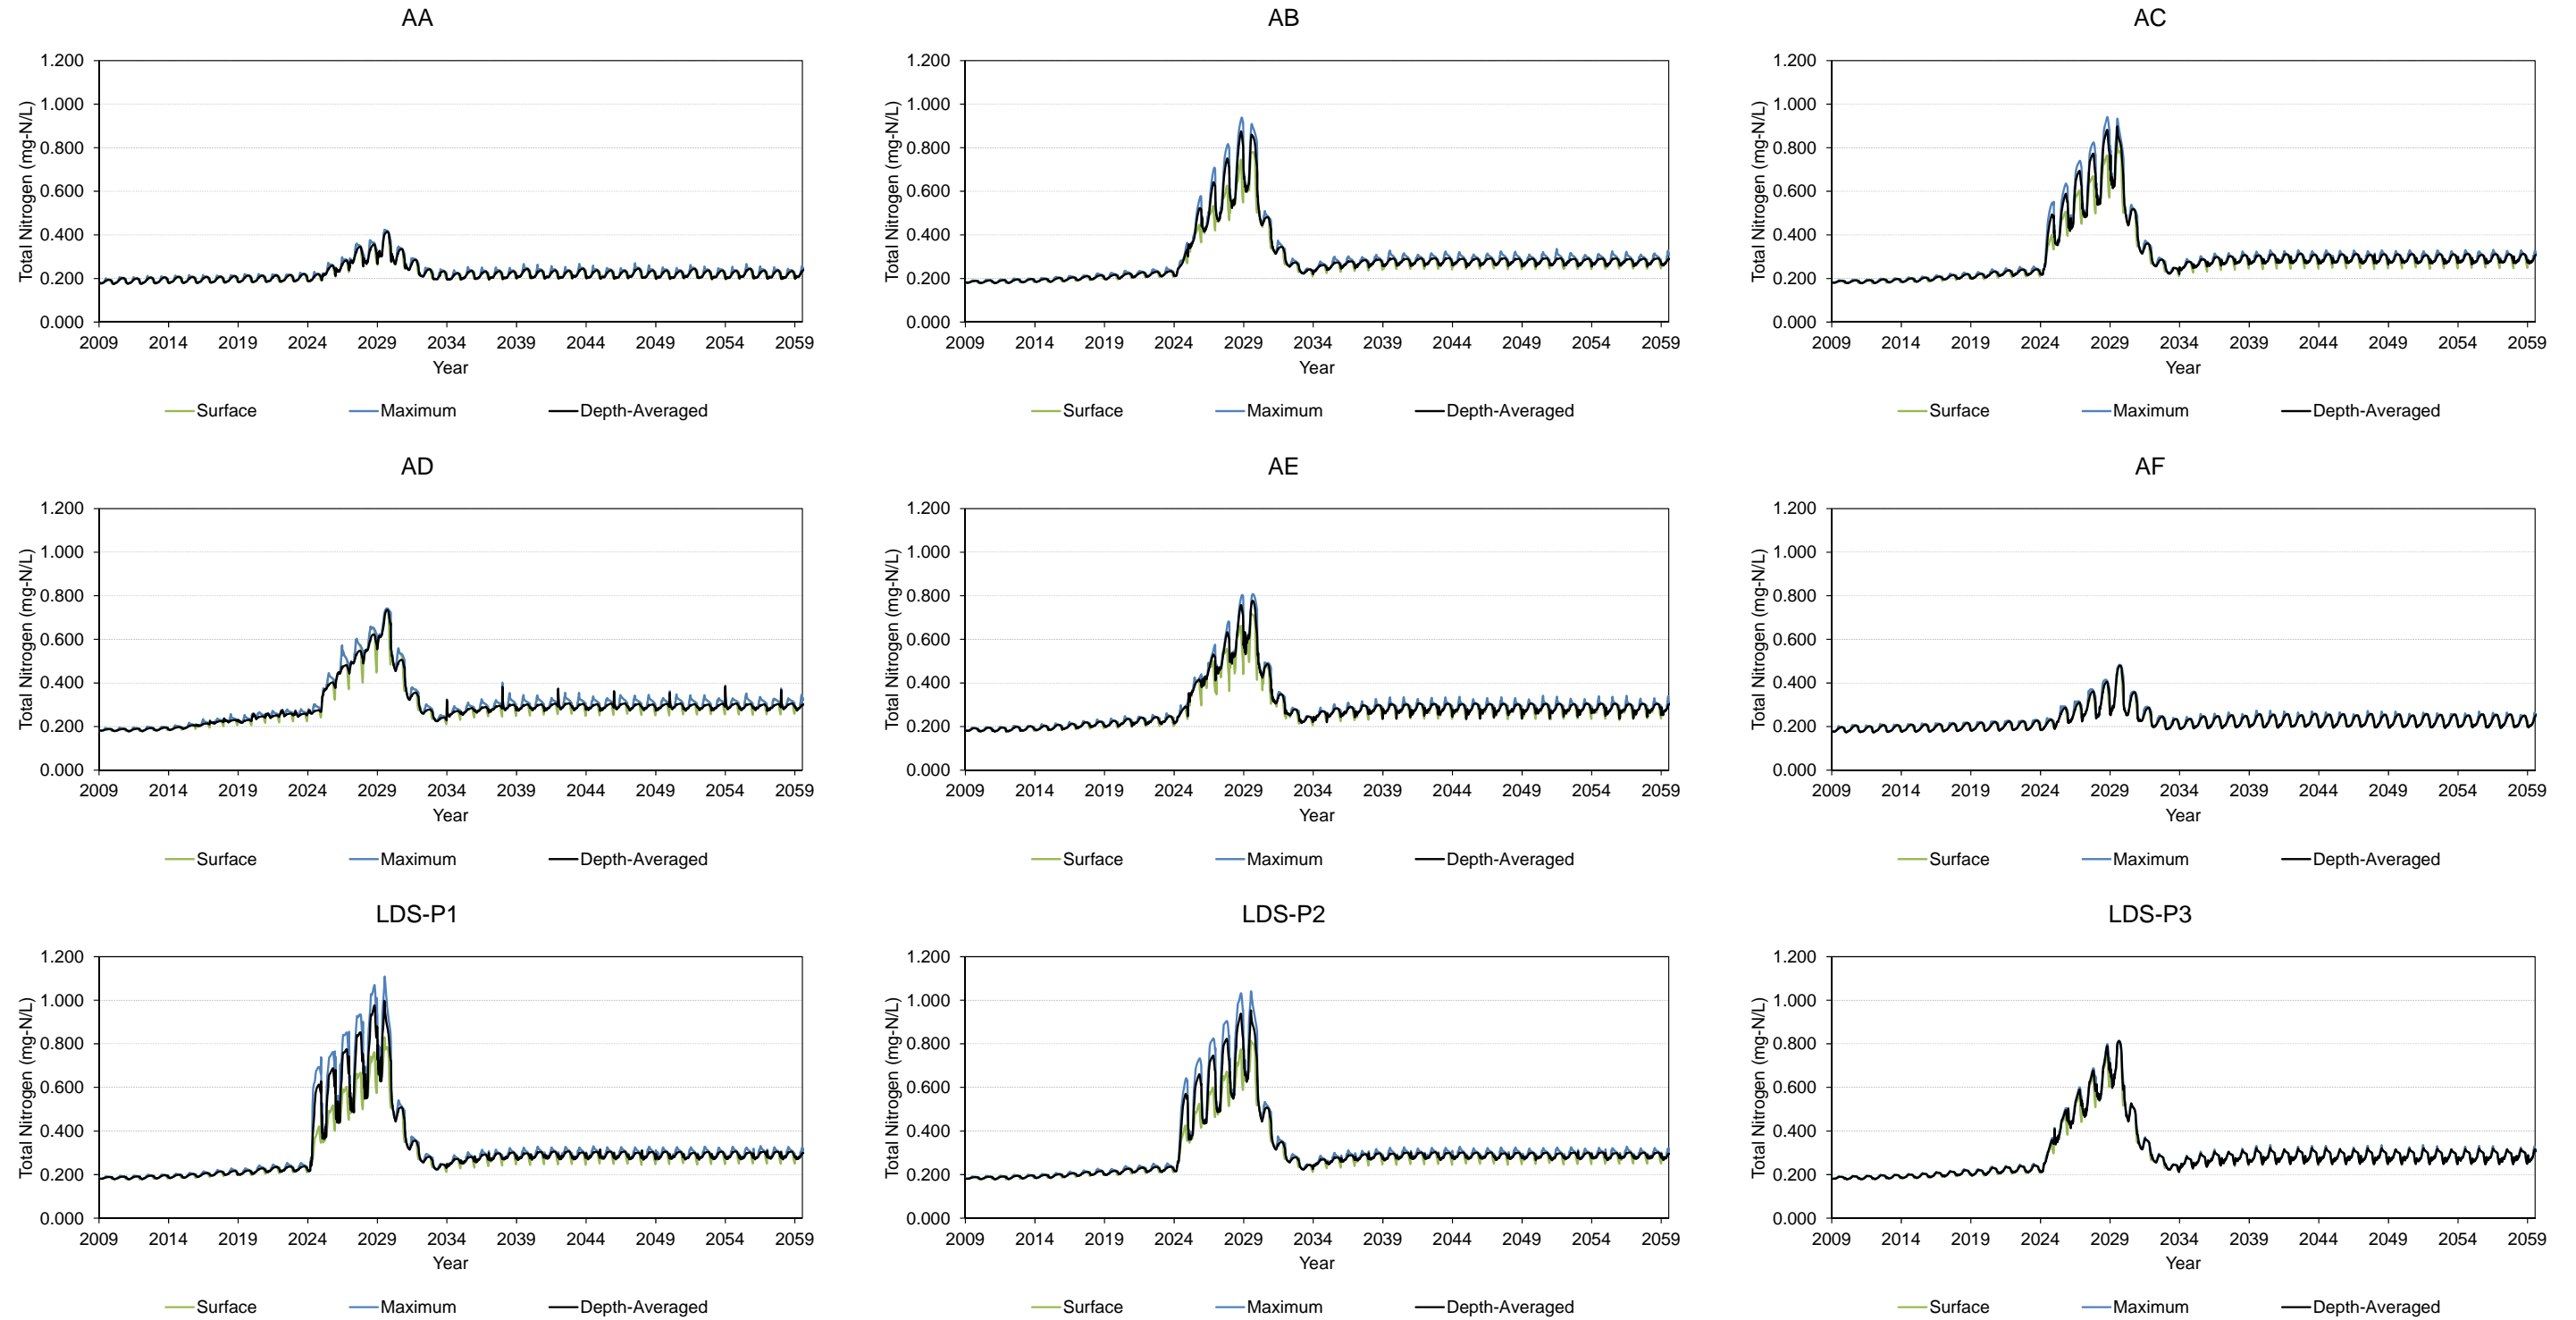 AA AB AC
1.200 1.200 1.200
1.000 1.000 1.000
0.800 0.800 0.800
0.600 0.600 0.600
0.400 0.400 0.400
0.200 0.200 0.200
0.000 0.000 0.000
Total Nitrogen (mg-N/L) Total Nitrogen (mg-N/L) Total Nitrogen (mg-N/L)
2009 2014 2019 2024 2029 2034 2039 2044 2049 2054 2059 2009 2014 2019 2024 2029 2034 2039 2044 2049 2054 2059 2009 2014 2019 2024 2029 2034 2039 2044 2049 2054 2059
Year Year Year
Surface Maximum Depth-Averaged Surface Maximum Depth-Averaged Surface Maximum Depth-Averaged
AD AE AF
1.200 1.200 1.200
1.000 1.000 1.000
0.800 0.800 0.800
0.600 0.600 0.600
0.400 0.400 0.400
0.200 0.200 0.200
0.000 0.000 0.000
Total Nitrogen (mg-N/L) Total Nitrogen (mg-N/L) Total Nitrogen (mg-N/L)
2009 2014 2019 2024 2029 2034 2039 2044 2049 2054 2059 2009 2014 2019 2024 2029 2034 2039 2044 2049 2054 2059 2009 2014 2019 2024 2029 2034 2039 2044 2049 2054 2059
Year Year Year
Surface Maximum Depth-Averaged Surface Maximum Depth-Averaged Surface Maximum Depth-Averaged
LDS-P1 LDS-P2 LDS-P3
1.200 1.200 1.200
1.000 1.000 1.000
0.800 0.800 0.800
0.600 0.600 0.600
0.400 0.400 0.400
0.200 0.200 0.200
0.000 0.000 0.000
Total Nitrogen (mg-N/L) Total Nitrogen (mg-N/L) Total Nitrogen (mg-N/L)
2009 2014 2019 2024 2029 2034 2039 2044 2049 2054 2059 2009 2014 2019 2024 2029 2034 2039 2044 2049 2054 2059 2009 2014 2019 2024 2029 2034 2039 2044 2049 2054 2059
Year Year Year
Surface Maximum Depth-Averaged Surface Maximum Depth-Averaged Surface Maximum Depth-Averaged